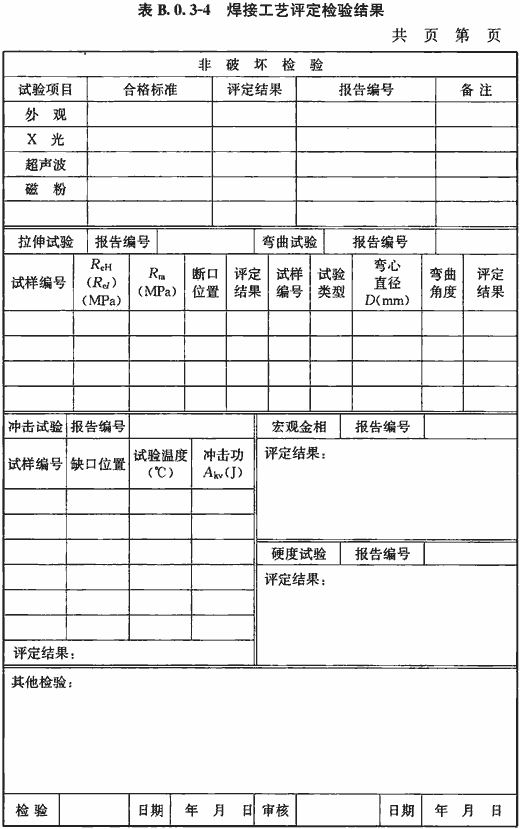 表 B.0.3-4 焊接工艺评定检验结果
共 页 第 页
非 破 坏 检 验
试验项目 合格标准 评定结果 报告编号 备 注
外 观
X 光
超声波
磁 粉
拉伸试验 报告编号 弯曲试验 报告编号
试样编号 ReH (Rel) (MPa) Rm (MPa) 断口位置 评定结果 试样编号 试验类型 弯心直径 D(mm) 弯曲角度 评定结果
冲击试验 报告编号 宏观金相 报告编号
试样编号 缺口位置 试验温度 (℃) 冲击功 Akv(J) 评定结果：
硬度试验 报告编号
评定结果：
评定结果：
其他检验：
检 验 日期 年 月 日 审核 日期 年 月 日